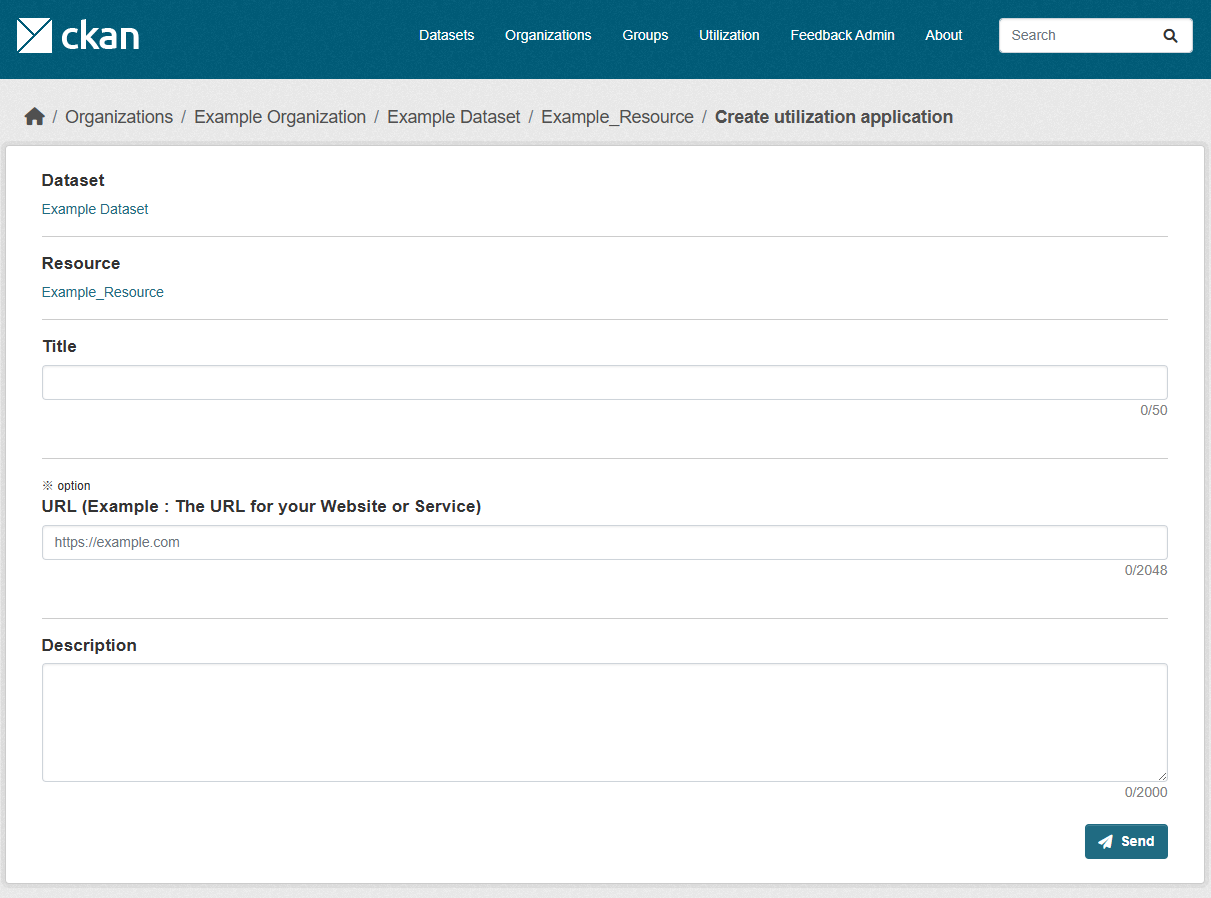 ckan
Datasets Organizations Groups Utilization Feedback Admin About Search
/ Organizations / Example Organization / Example Dataset / Example_Resource / Create utilization application
Dataset
Example Dataset
Resource
Example_Resource
Title
0/50
※ option
URL (Example : The URL for your Website or Service)
https://example.com
0/2048
Description
0/2000
Send